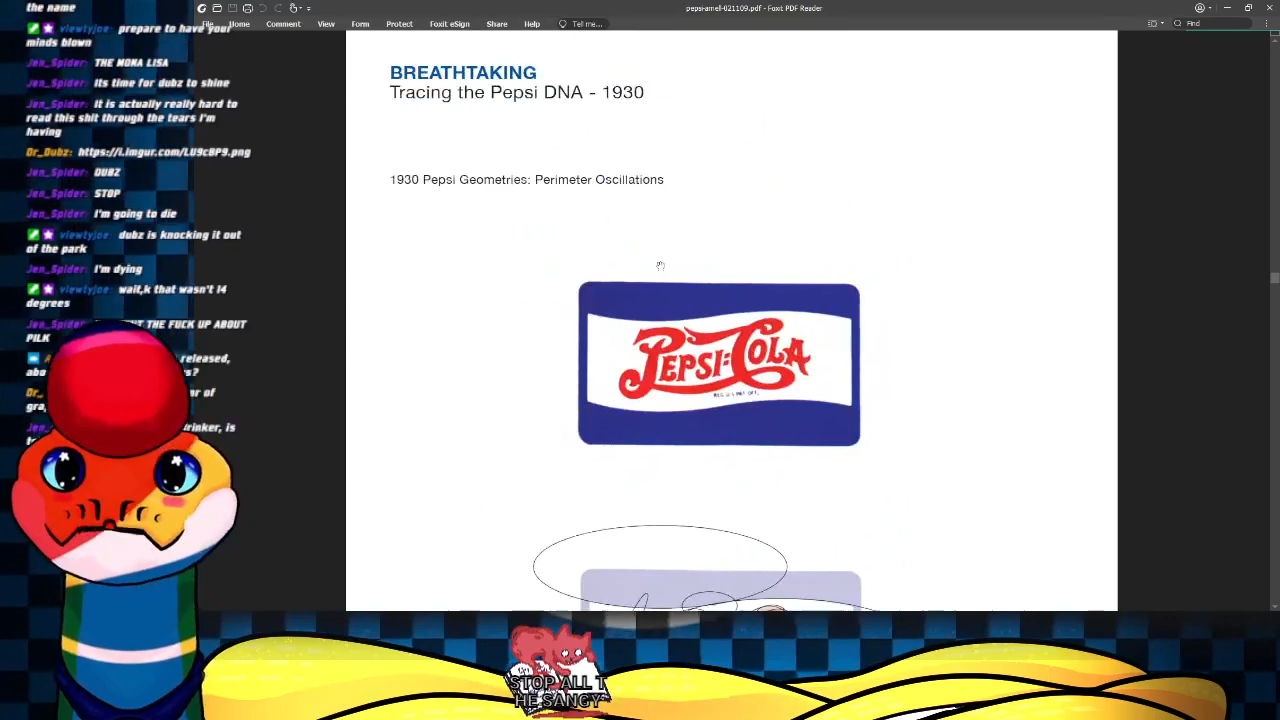 the name
viewtyjoe: prepare to have your
minds blown
Jen_Spider: THE MONA LISA
Jen_Spider: Its time for dubz to shine
Jen_Spider: It is actually really hard to
read this shit through the tears I'm
having
Dr_Dubz: https://i.imgur.com/LU9c8P9.png
Jen_Spider: DUBZ
Jen_Spider: STOP
Jen_Spider: I'm going to die
viewtyjoe: dubz is knocking it out
of the park
Jen_Spider: I'm dying
viewtyjoe: wait,k that wasn't 14
degrees
Jen_Spider: THE FUCK UP ABOUT
PILK
released,
pepsi-arnell-021109.pdf - Foxit PDF Reader
File Home Comment View Form Protect Foxit eSign Share Help Tell me... Find
BREATHTAKING
Tracing the Pepsi DNA - 1930
1930 Pepsi Geometries: Perimeter Oscillations
PEPSI=COLA
STOP ALL T
HE SANGY